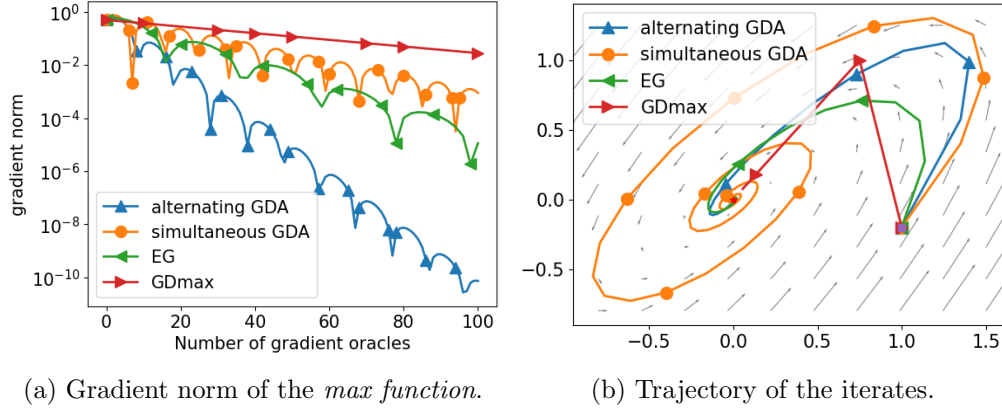 10⁰
10⁻²
10⁻⁴
10⁻⁶
10⁻⁸
10⁻¹⁰
gradient norm
alternating GDA
simultaneous GDA
EG
GDmax
0 20 40 60 80 100
Number of gradient oracles
(a) Gradient norm of the max function.
alternating GDA
simultaneous GDA
EG
GDmax
1.0
0.5
0.0
−0.5
−0.5 0.0 0.5 1.0 1.5
(b) Trajectory of the iterates.